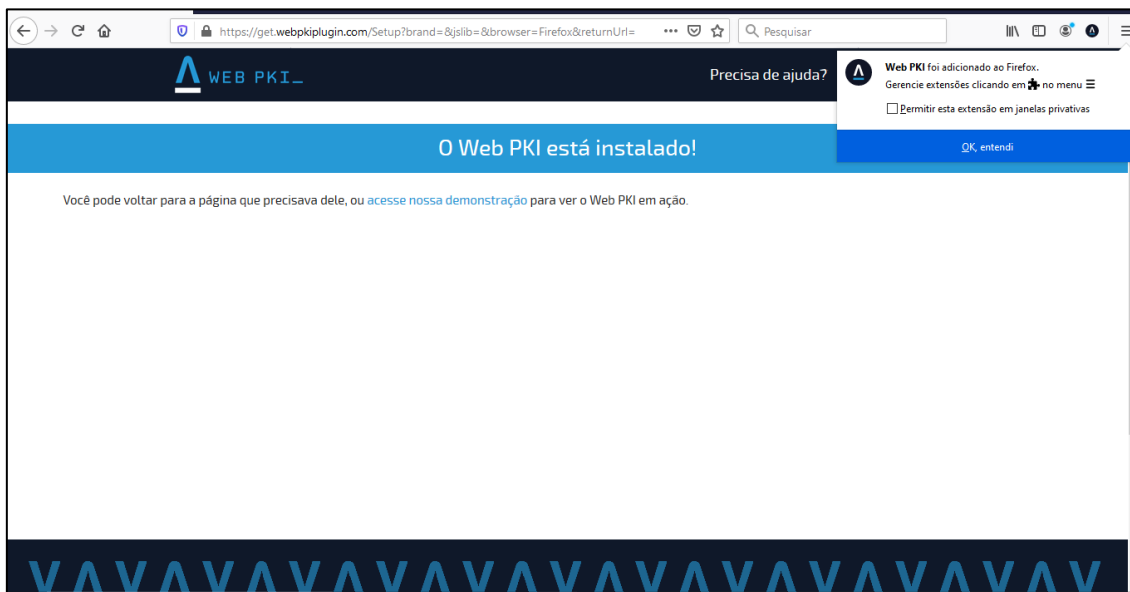 https://get.webpkiplugin.com/Setup?brand=&jslib=&browser=Firefox&returnUrl=
Pesquisar
WEB PKI_
Precisa de ajuda?
Web PKI foi adicionado ao Firefox.
Gerencie extensões clicando em no menu
Permitir esta extensão em janelas privativas
OK, entendi
O Web PKI está instalado!
Você pode voltar para a página que precisava dele, ou acesse nossa demonstração para ver o Web PKI em ação.